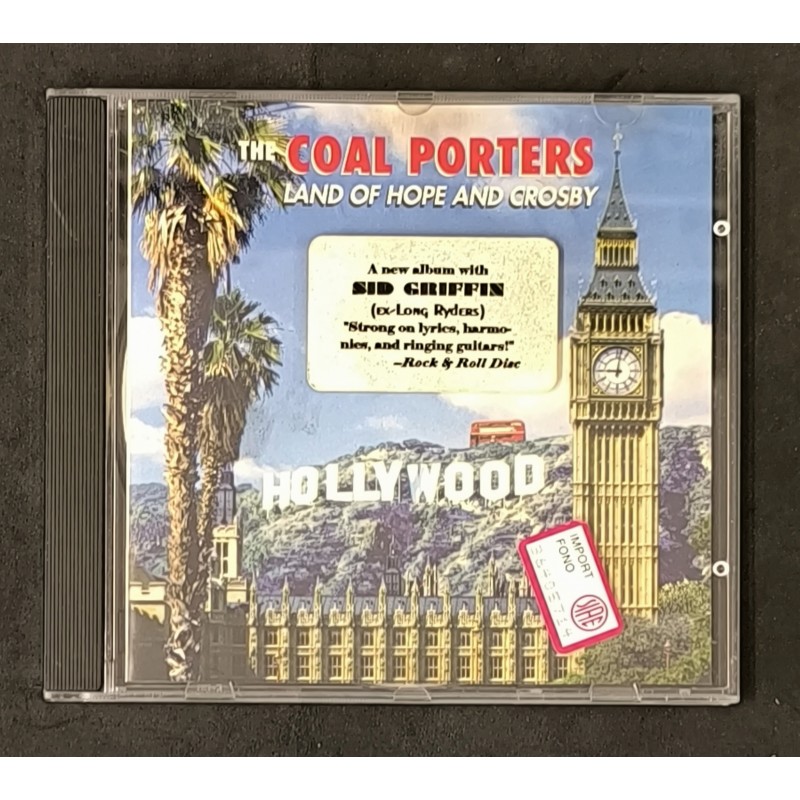 THE COAL PORTERS
LAND OF HOPE AND CROSBY
A new album with
SID GRIFFIN
(EX-LONG RYDERS)
"Strong on lyrics, harmo-
nies, and ringing guitars!"
–Rock & Roll Disc
HOLLYWOOD
IMPORT
FONO
SIAE